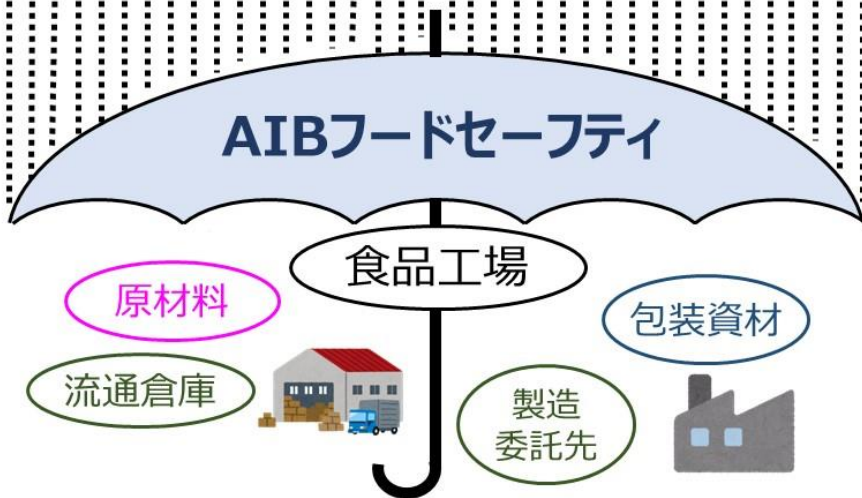 AIBフードセーフティ
食品工場
原材料
包装資材
流通倉庫
製造
委託先